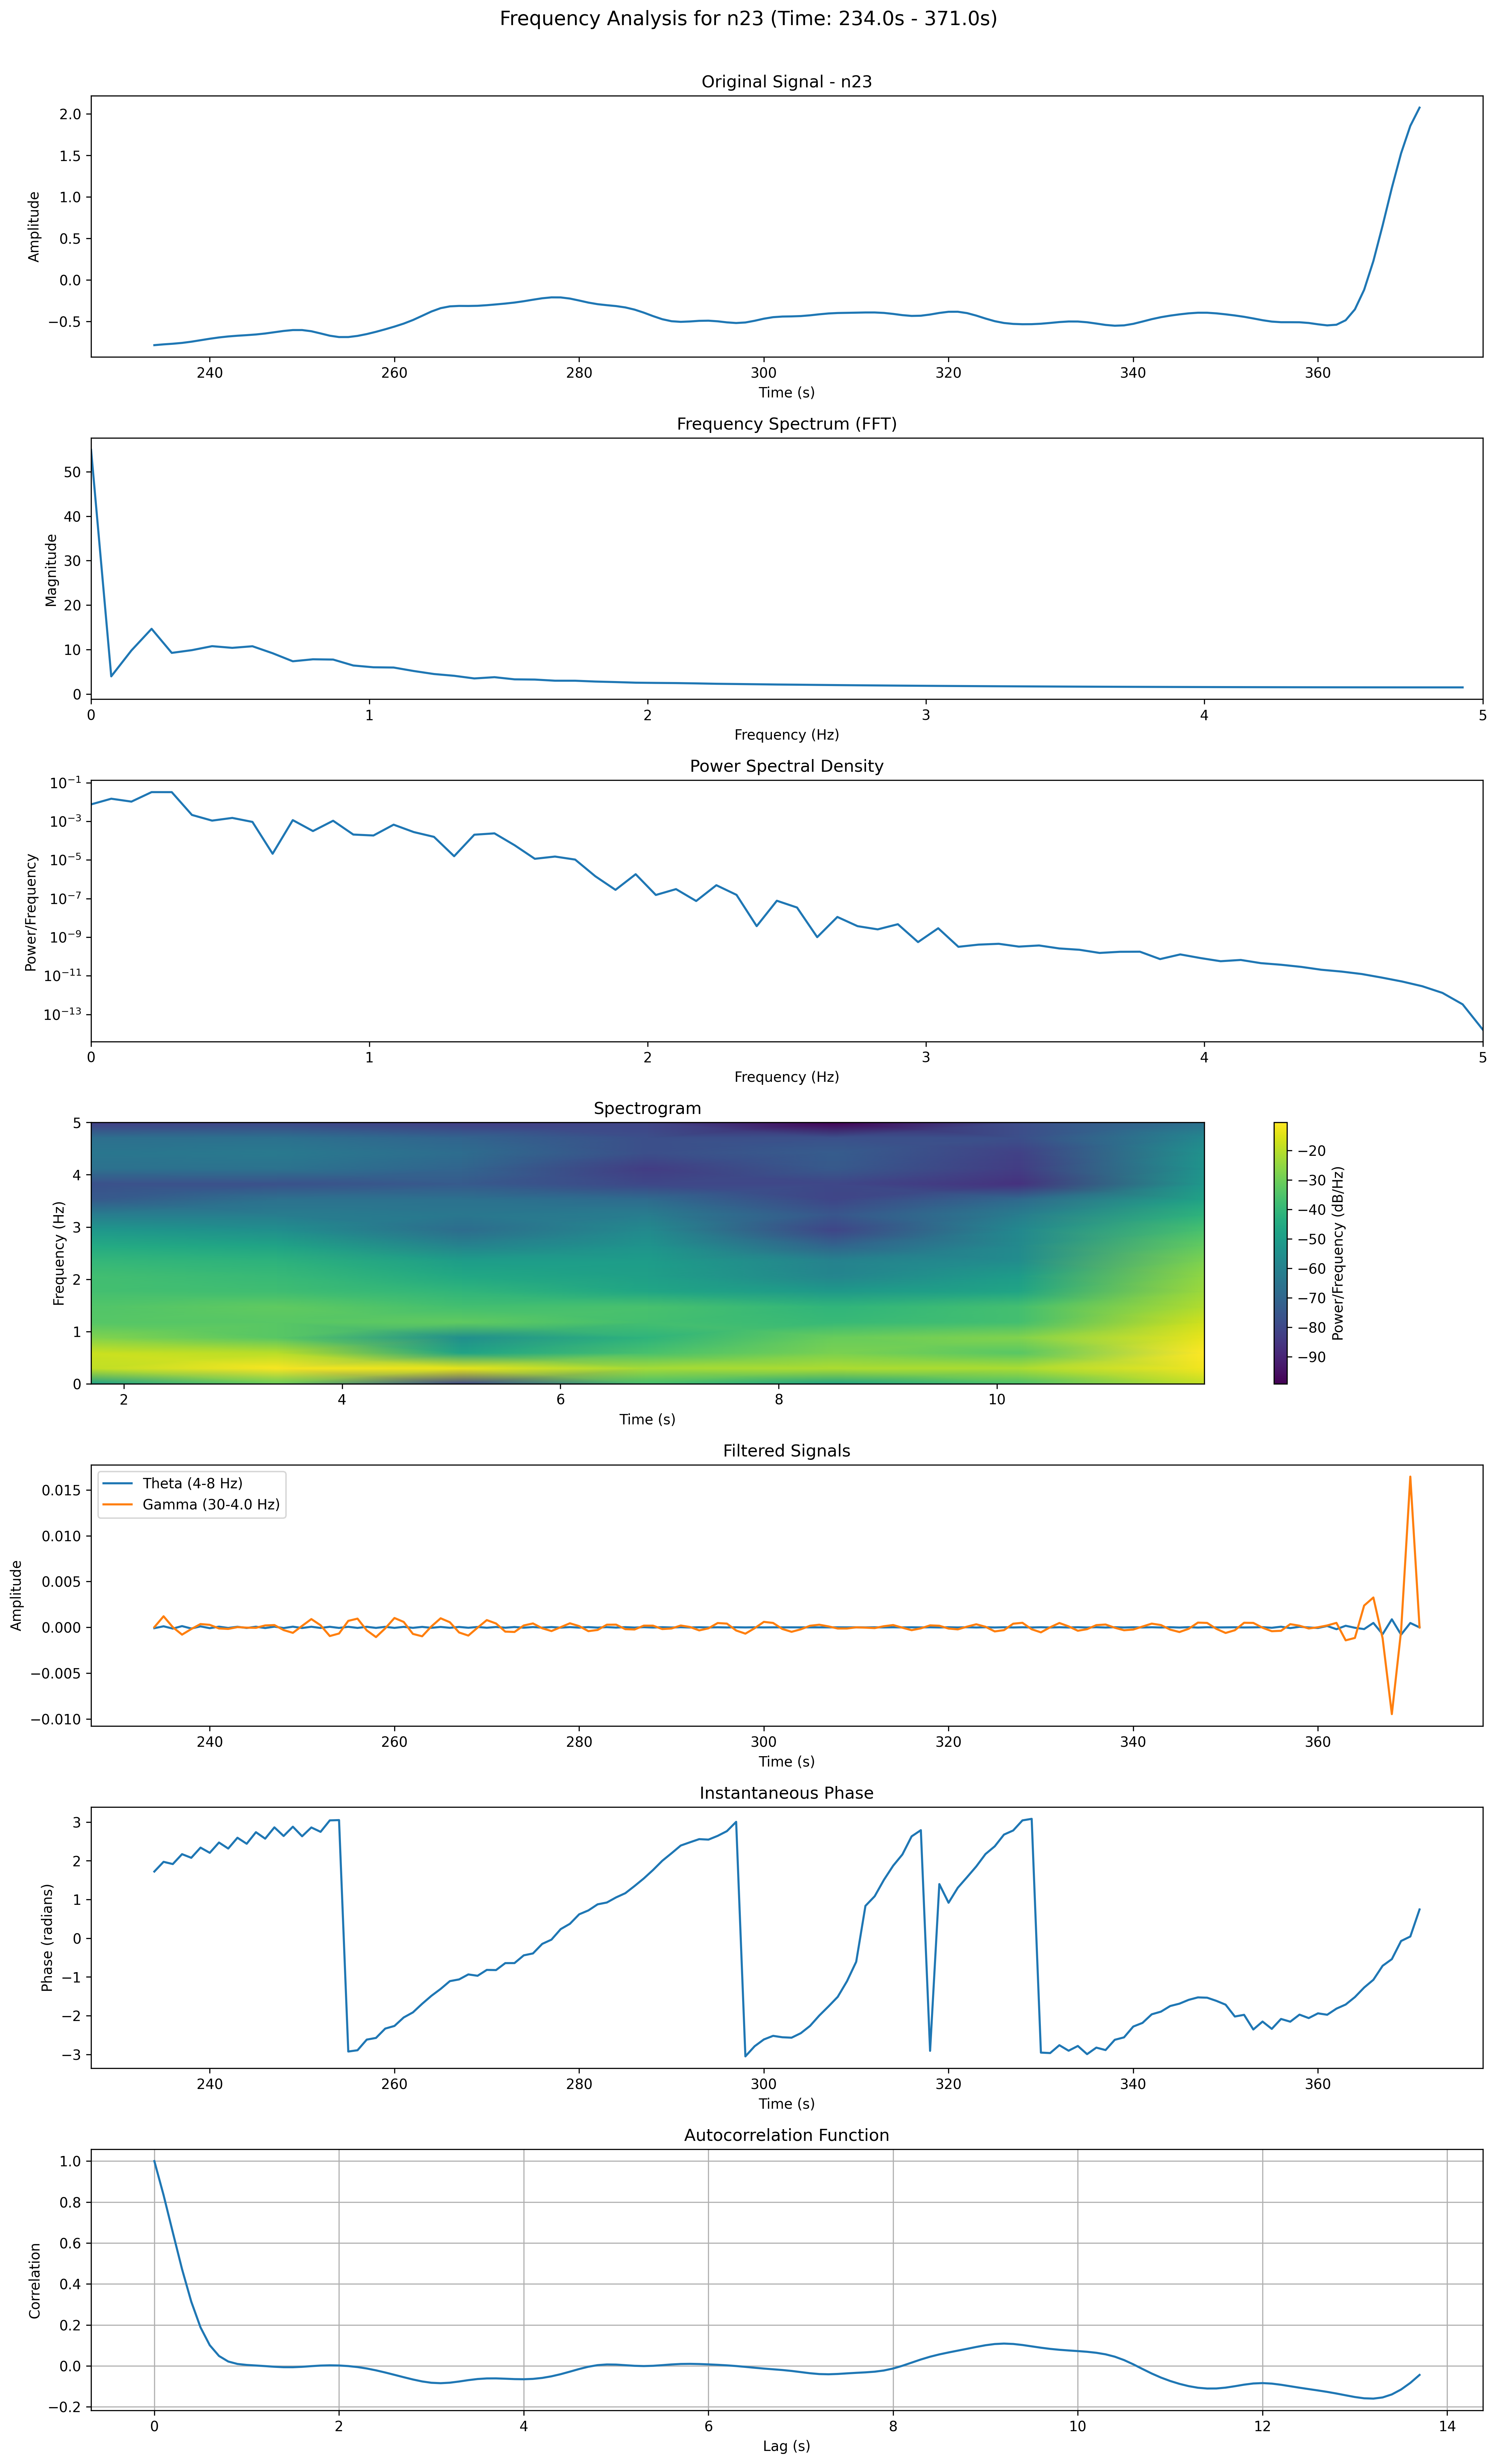 Frequency Analysis for n23 (Time: 234.0s - 371.0s)
Original Signal - n23
Amplitude
2.0
1.5
1.0
0.5
0.0
−0.5
240 260 280 300 320 340 360
Time (s)
Frequency Spectrum (FFT)
Magnitude
50
40
30
20
10
0
0 1 2 3 4 5
Frequency (Hz)
Power Spectral Density
Power/Frequency
10⁻¹
10⁻³
10⁻⁵
10⁻⁷
10⁻⁹
10⁻¹¹
10⁻¹³
0 1 2 3 4 5
Frequency (Hz)
Spectrogram
Frequency (Hz)
5
4
3
2
1
0
2 4 6 8 10
Time (s)
−20
−30
−40
−50
−60
−70
−80
−90
Power/Frequency (dB/Hz)
Filtered Signals
Theta (4-8 Hz)
Gamma (30-4.0 Hz)
Amplitude
0.015
0.010
0.005
0.000
−0.005
−0.010
240 260 280 300 320 340 360
Time (s)
Instantaneous Phase
Phase (radians)
3
2
1
0
−1
−2
−3
240 260 280 300 320 340 360
Time (s)
Autocorrelation Function
Correlation
1.0
0.8
0.6
0.4
0.2
0.0
−0.2
0 2 4 6 8 10 12 14
Lag (s)